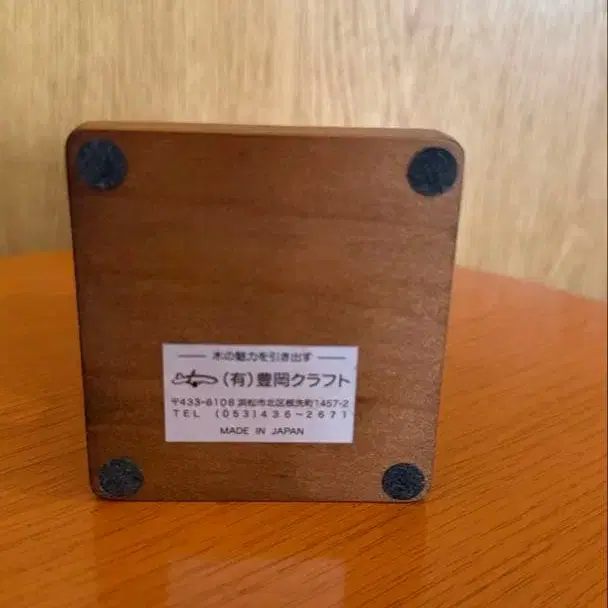 木の魅力を引き出す
(有)豊岡クラフト
〒433-8108 浜松市北区根洗町1457-2
TEL (053)436-2671
MADE IN JAPAN